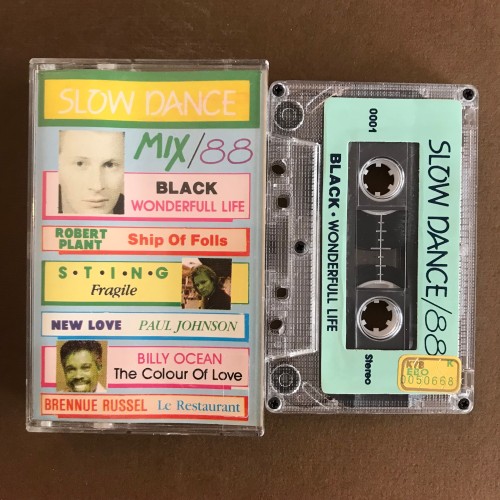 SLOW DANCE
MIX/88
BLACK
WONDERFULL LIFE
ROBERT PLANT Ship Of Folls
S·T·I·N·G
Fragile
NEW LOVE PAUL JOHNSON
BILLY OCEAN
The Colour Of Love
BRENNUE RUSSEL Le Restaurant
SLOW DANCE/88
BLACK • WONDERFULL LIFE
0001
Stereo
K/B K
EEO
0050668